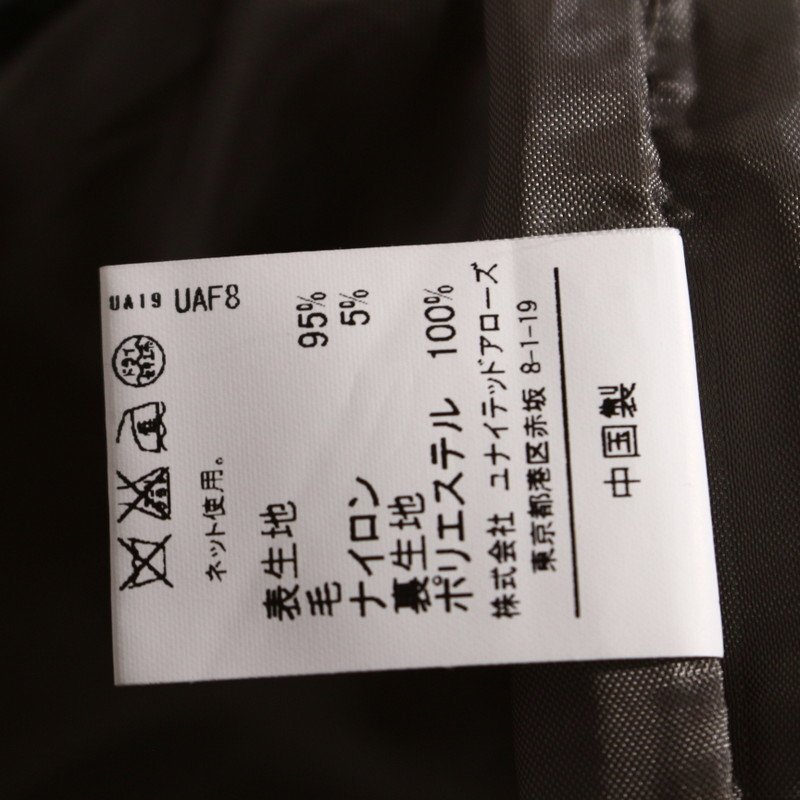 UA19 UAF8
ネット使用。
表生地
毛 95%
ナイロン 5%
裏生地
ポリエステル 100%
株式会社 ユナイテッドアローズ
東京都港区赤坂 8-1-19
中国製